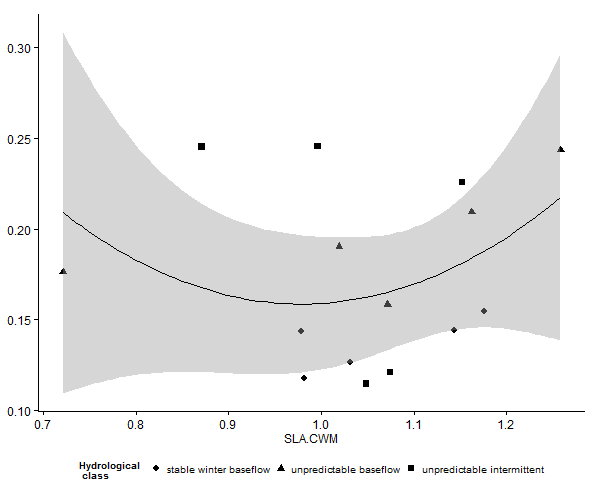 0.30
0.25
0.20
0.15
0.10
0.7 0.8 0.9 1.0 1.1 1.2
SLA.CWM
Hydrological
class
stable winter baseflow unpredictable baseflow unpredictable intermittent